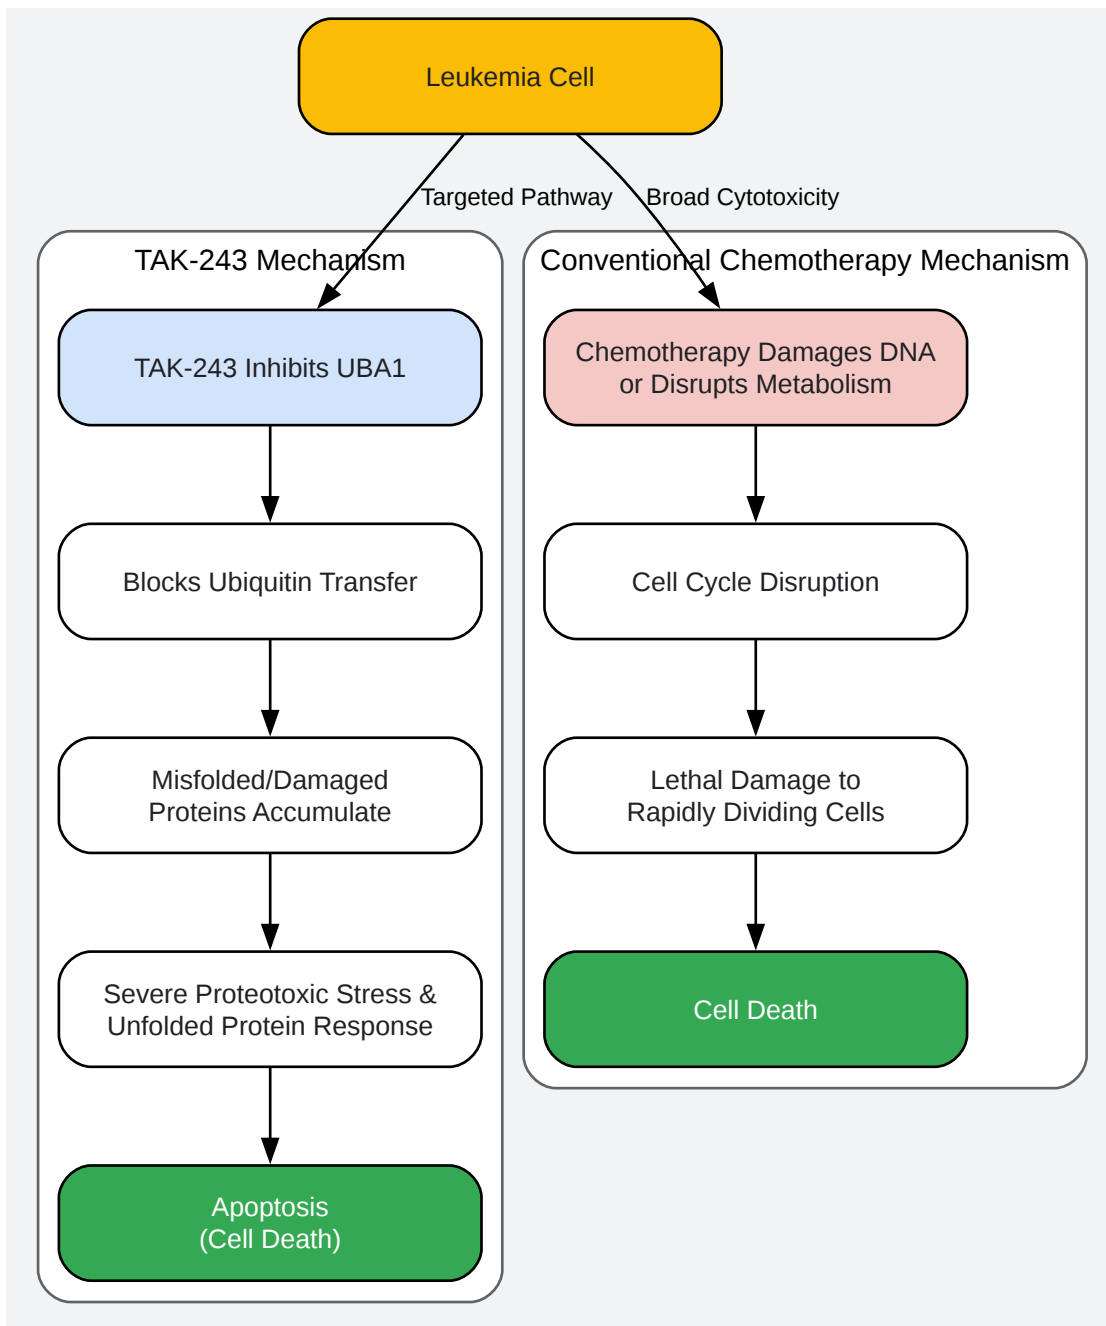 Leukemia Cell
Targeted Pathway
Broad Cytotoxicity
TAK-243 Mechanism
TAK-243 Inhibits UBA1
Blocks Ubiquitin Transfer
Misfolded/Damaged
Proteins Accumulate
Severe Proteotoxic Stress &
Unfolded Protein Response
Apoptosis
(Cell Death)
Conventional Chemotherapy Mechanism
Chemotherapy Damages DNA
or Disrupts Metabolism
Cell Cycle Disruption
Lethal Damage to
Rapidly Dividing Cells
Cell Death